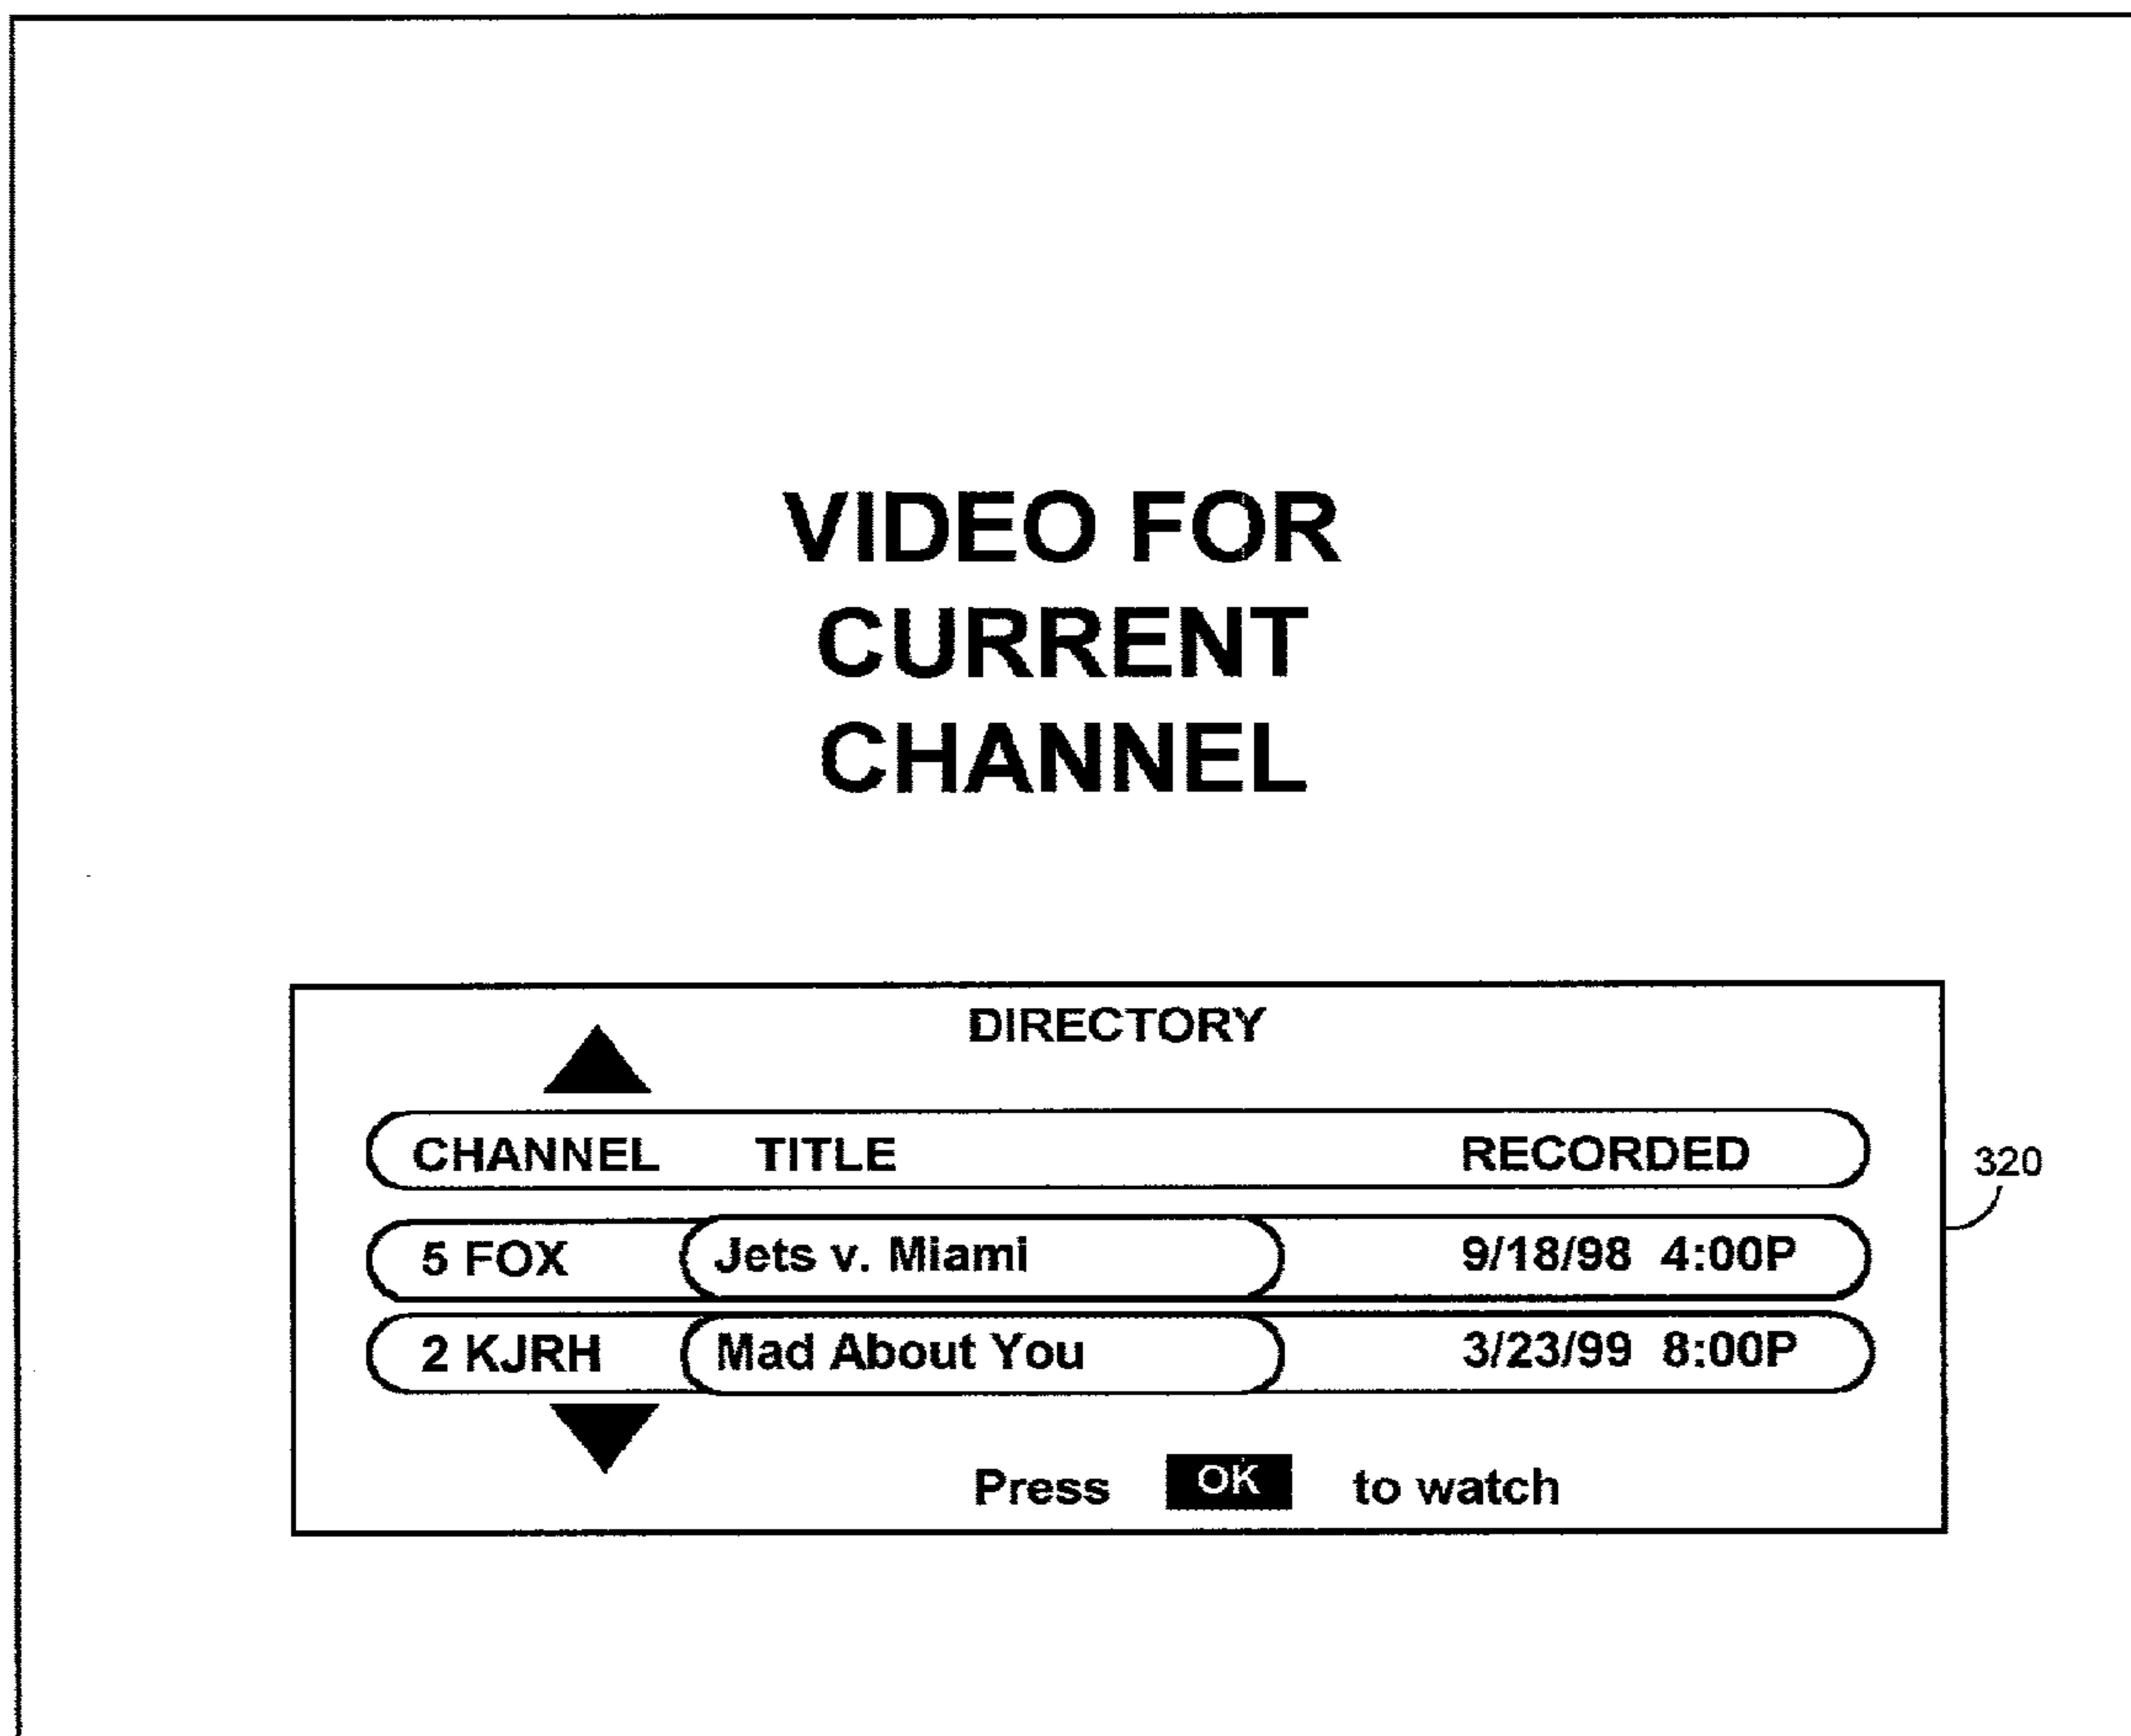 VIDEO FOR
CURRENT
CHANNEL
DIRECTORY
CHANNEL TITLE RECORDED
320
5 FOX Jets v. Miami 9/18/98 4:00P
2 KJRH Mad About You 3/23/99 8:00P
Press OK to watch